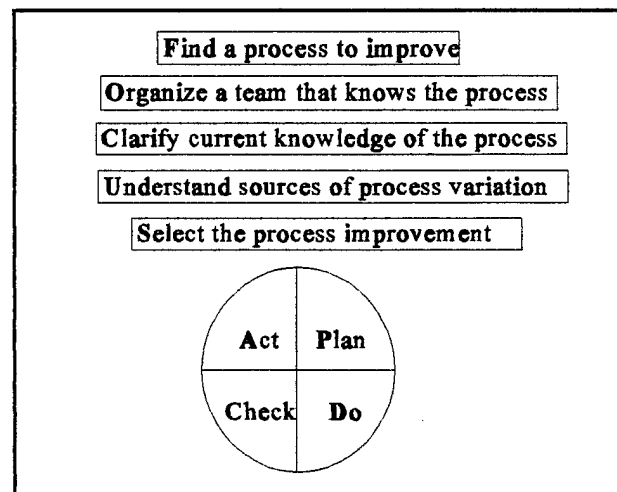 Find a process to improve
Organize a team that knows the process
Clarify current knowledge of the process
Understand sources of process variation
Select the process improvement
Act Plan
Check Do